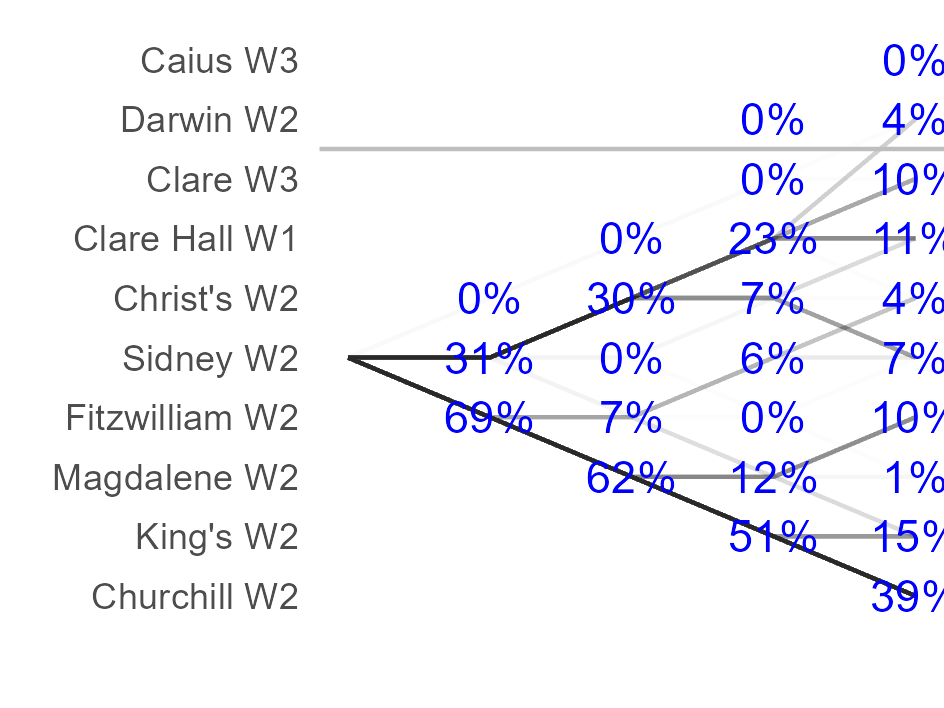 Caius W3 0%
Darwin W2 0% 4%
Clare W3 0% 10%
Clare Hall W1 0% 23% 11%
Christ's W2 0% 30% 7% 4%
Sidney W2 31% 0% 6% 7%
Fitzwilliam W2 69% 7% 0% 10%
Magdalene W2 62% 12% 1%
King's W2 51% 15%
Churchill W2 39%